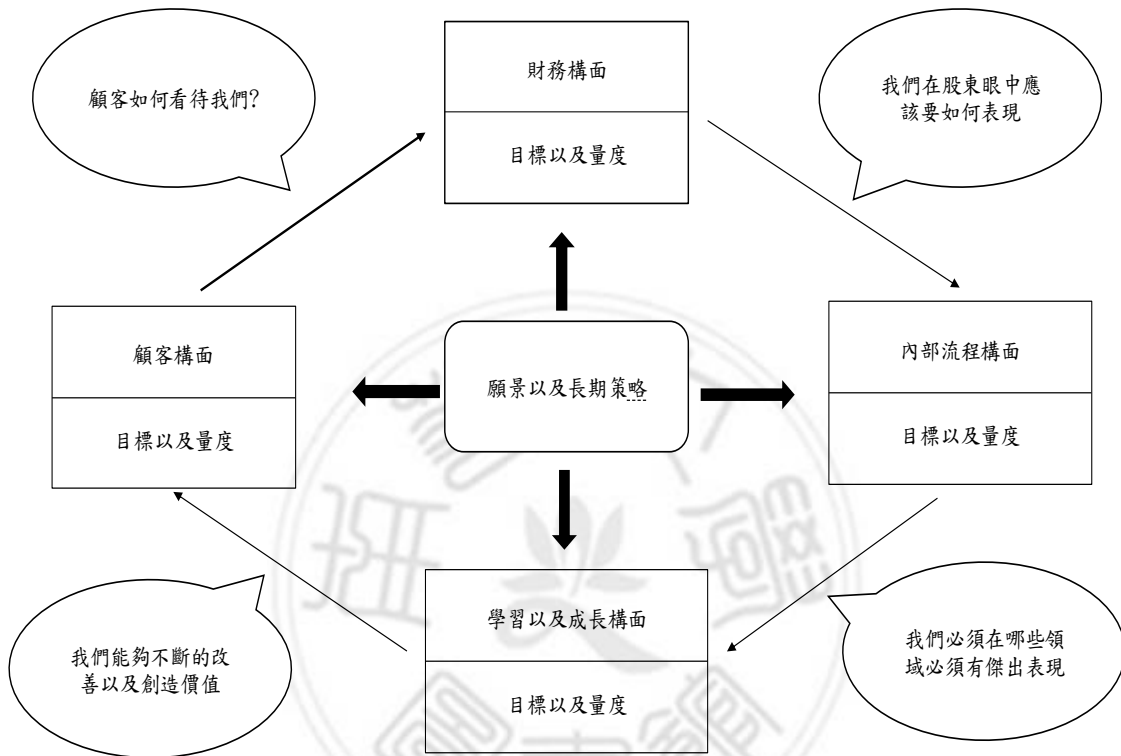 顧客如何看待我們?
財務構面
目標以及量度
我們在股東眼中應
該要如何表現
顧客構面
目標以及量度
願景以及長期策略
內部流程構面
目標以及量度
我們能夠不斷的改
善以及創造價值
學習以及成長構面
目標以及量度
我們必須在哪些領
域必須有傑出表現